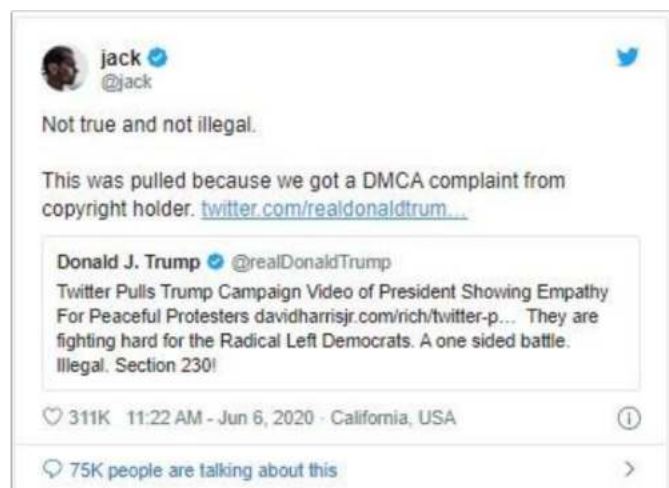 jack
@jack
Not true and not illegal.
This was pulled because we got a DMCA complaint from
copyright holder. twitter.com/realdonaldtrum...
Donald J. Trump @realDonaldTrump
Twitter Pulls Trump Campaign Video of President Showing Empathy
For Peaceful Protesters davidharrisjr.com/rich/twitter-p... They are
fighting hard for the Radical Left Democrats. A one sided battle.
Illegal. Section 230!
311K 11:22 AM - Jun 6, 2020 · California, USA
75K people are talking about this